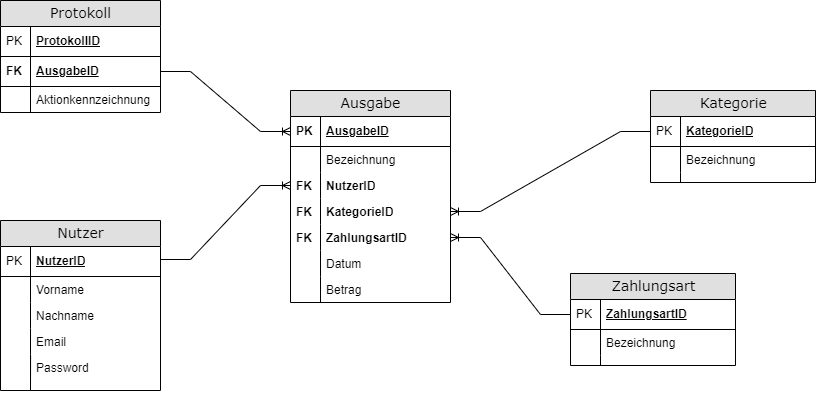 Protokoll
PK ProtokollID
FK AusgabeID
Aktionkennzeichnung
Nutzer
PK NutzerID
Vorname
Nachname
Email
Password
Ausgabe
PK AusgabeID
Bezeichnung
FK NutzerID
FK KategorieID
FK ZahlungsartID
Datum
Betrag
Kategorie
PK KategorieID
Bezeichnung
Zahlungsart
PK ZahlungsartID
Bezeichnung